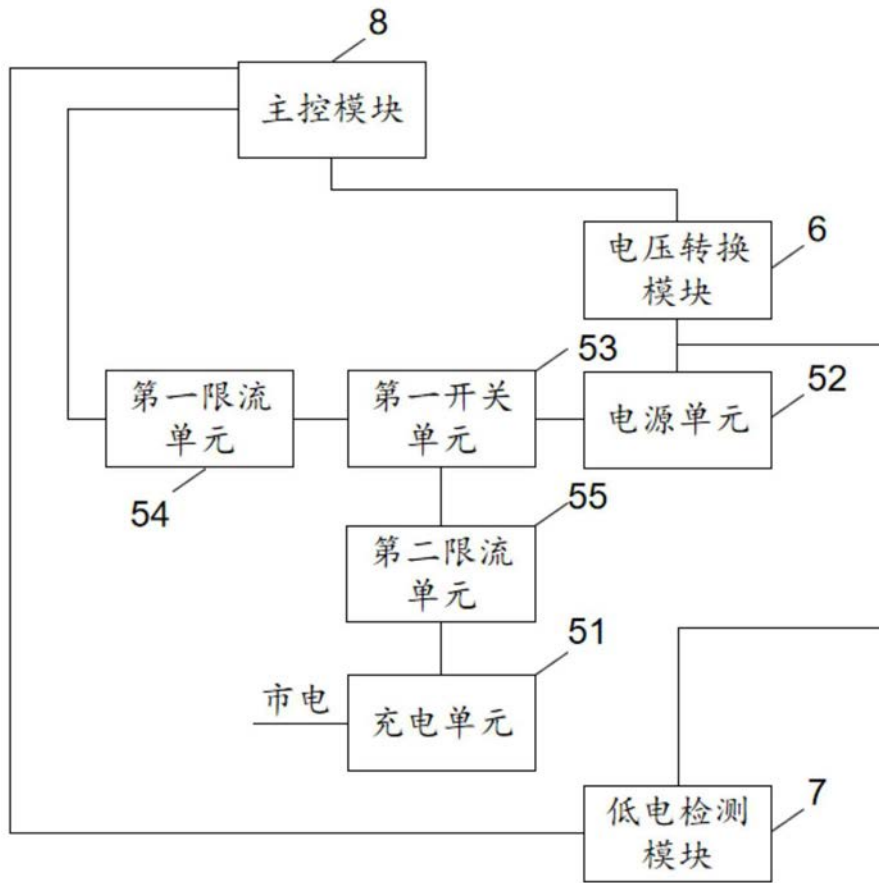 8
主控模块
电压转换
模块
6
53
第一限流
单元
第一开关
单元
电源单元
52
54
55
第二限流
单元
51
市电
充电单元
低电检测
模块
7